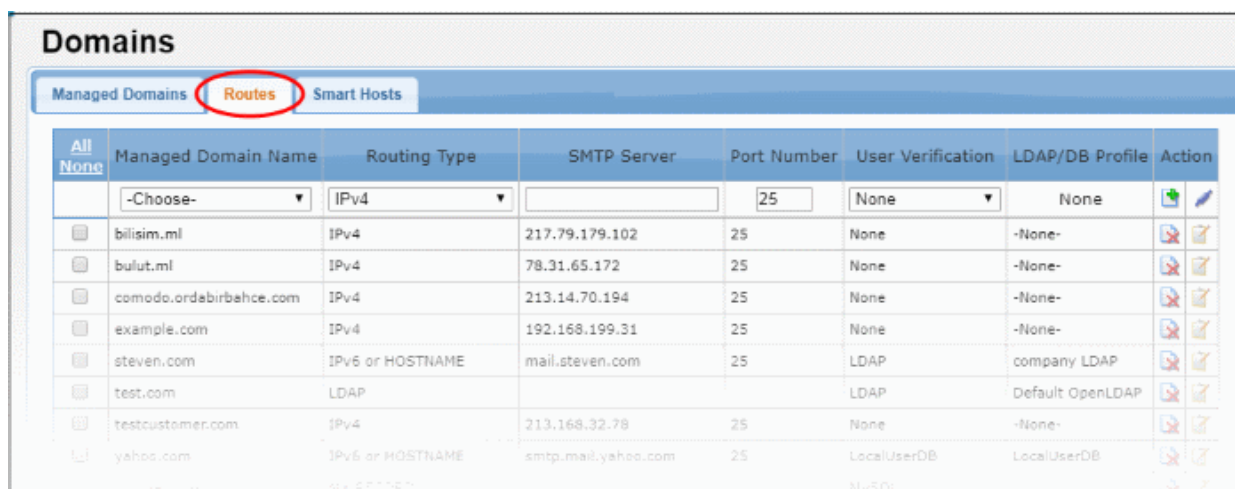 Domains
Managed Domains Routes Smart Hosts
All None Managed Domain Name Routing Type SMTP Server Port Number User Verification LDAP/DB Profile Action
-Choose- IPv4 25 None None
bilisim.ml IPv4 217.79.179.102 25 None -None-
bulut.ml IPv4 78.31.65.172 25 None -None-
comodo.ordabirbahce.com IPv4 213.14.70.194 25 None -None-
example.com IPv4 192.168.199.31 25 None -None-
steven.com IPv6 or HOSTNAME mail.steven.com 25 LDAP company LDAP
test.com LDAP LDAP Default OpenLDAP
testcustomer.com IPv4 213.168.32.78 25 None -None-
yahoo.com IPv6 or HOSTNAME smtp.mail.yahoo.com 25 LocalUserDB LocalUserDB
MySQL